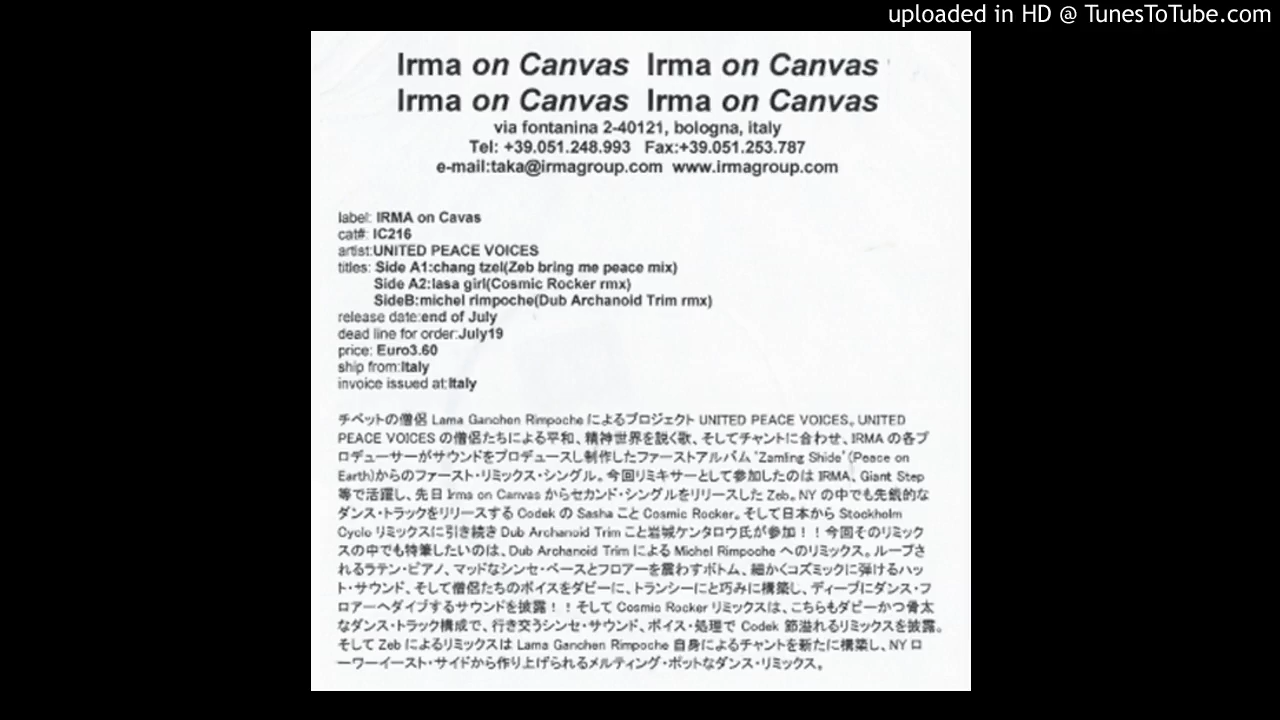 uploaded in HD @ TunesToTube.com
Irma on Canvas Irma on Canvas
Irma on Canvas Irma on Canvas
via fontanina 2-40121, bologna, italy
Tel: +39.051.248.993 Fax:+39.051.253.787
e-mail:taka@irmagroup.com www.irmagroup.com
label: IRMA on Cavas
cat#: IC216
artist:UNITED PEACE VOICES
titles: Side A1:chang tzel(Zeb bring me peace mix)
Side A2:lasa girl(Cosmic Rocker rmx)
SideB:michel rimpoche(Dub Archanoid Trim rmx)
release date:end of July
dead line for order:July19
price: Euro3.60
ship from:Italy
invoice issued at:Italy
チベットの僧侶 Lama Ganchen Rimpoche によるプロジェクト UNITED PEACE VOICES。UNITED
PEACE VOICES の僧侶たちによる平和、精神世界を説く歌、そしてチャントに合わせ、IRMA の各プ
ロデューサーがサウンドをプロデュースし制作したファーストアルバム 'Zamling Shide' (Peace on
Earth)からのファースト・リミックス・シングル。今回リミキサーとして参加したのは IRMA、Giant Step
等で活躍し、先日 Irma on Canvas からセカンド・シングルをリリースした Zeb。NY の中でも先鋭的な
ダンス・トラックをリリースする Codek の Sasha こと Cosmic Rocker。そして日本から Stockholm
Cyclo リミックスに引き続き Dub Archanoid Trim こと岩城ケンタロウ氏が参加！！今回そのリミック
スの中でも特筆したいのは、Dub Archanoid Trim による Michel Rimpoche へのリミックス。ループさ
れるラテン・ピアノ、マッドなシンセ・ベースとフロアーを震わすボトム、細かくコズミックに弾けるハッ
ト・サウンド、そして僧侶たちのボイスをダビーに、トランシーにと巧みに構築し、ディープにダンス・フ
ロアーへダイブするサウンドを披露！！そして Cosmic Rocker リミックスは、こちらもダビーかつ骨太
なダンス・トラック構成で、行き交うシンセ・サウンド、ボイス・処理で Codek 節溢れるリミックスを披露。
そして Zeb によるリミックスは Lama Ganchen Rimpoche 自身によるチャントを新たに構築し、NY ロ
ーワーイースト・サイドから作り上げられるメルティング・ポットなダンス・リミックス。